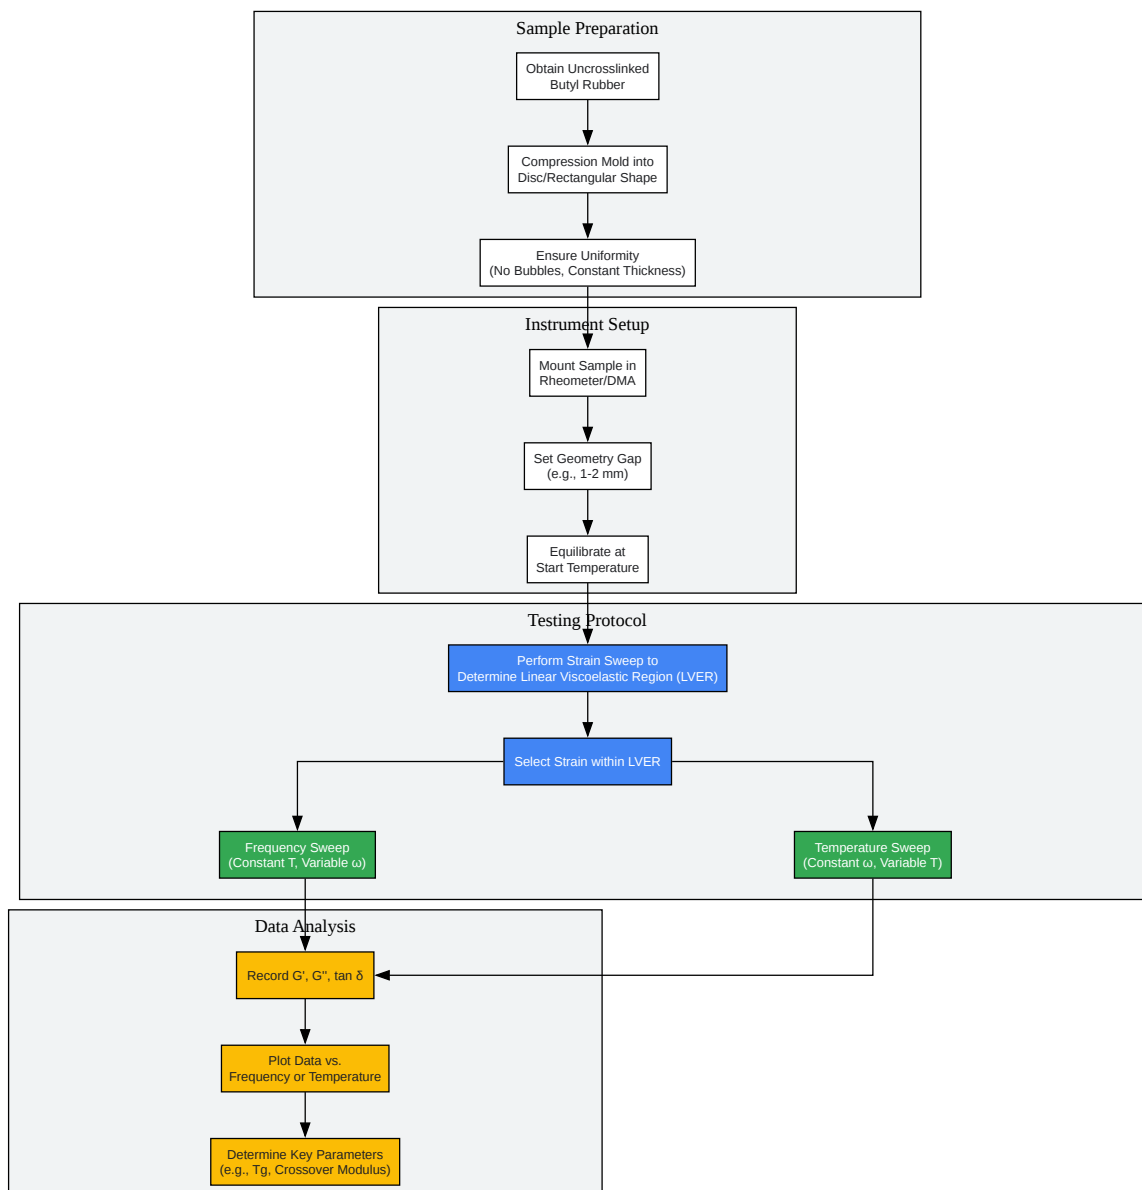 Sample Preparation
Obtain Uncrosslinked
Butyl Rubber
Compression Mold into
Disc/Rectangular Shape
Ensure Uniformity
(No Bubbles, Constant Thickness)
Instrument Setup
Mount Sample in
Rheometer/DMA
Set Geometry Gap
(e.g., 1-2 mm)
Equilibrate at
Start Temperature
Testing Protocol
Perform Strain Sweep to
Determine Linear Viscoelastic Region (LVER)
Select Strain within LVER
Frequency Sweep
(Constant T, Variable ω)
Temperature Sweep
(Constant ω, Variable T)
Data Analysis
Record G', G'', tan δ
Plot Data vs.
Frequency or Temperature
Determine Key Parameters
(e.g., Tg, Crossover Modulus)